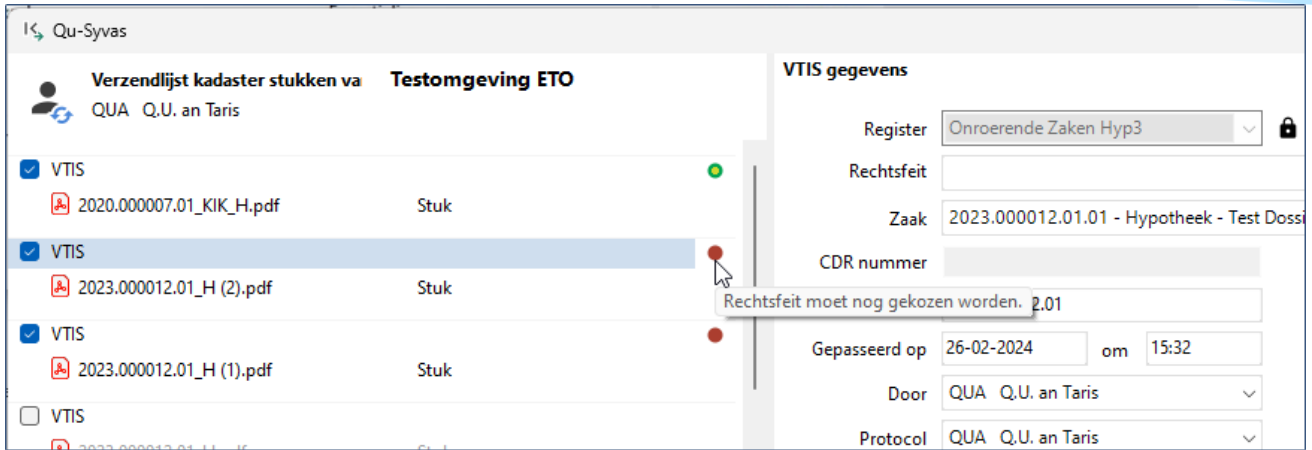 Qu-Syvas
Verzendlijst kadaster stukken va
Testomgeving ETO
QUA Q.U. an Taris
VTIS
2020.000007.01_KIK_H.pdf Stuk
VTIS
2023.000012.01_H (2).pdf Stuk
VTIS
2023.000012.01_H (1).pdf Stuk
VTIS
VTIS gegevens
Register Onroerende Zaken Hyp3
Rechtsfeit
Zaak 2023.000012.01.01 - Hypotheek - Test Dossi
CDR nummer
Rechtsfeit moet nog gekozen worden.
2.01
Gepasseerd op 26-02-2024 om 15:32
Door QUA Q.U. an Taris
Protocol QUA Q.U. an Taris